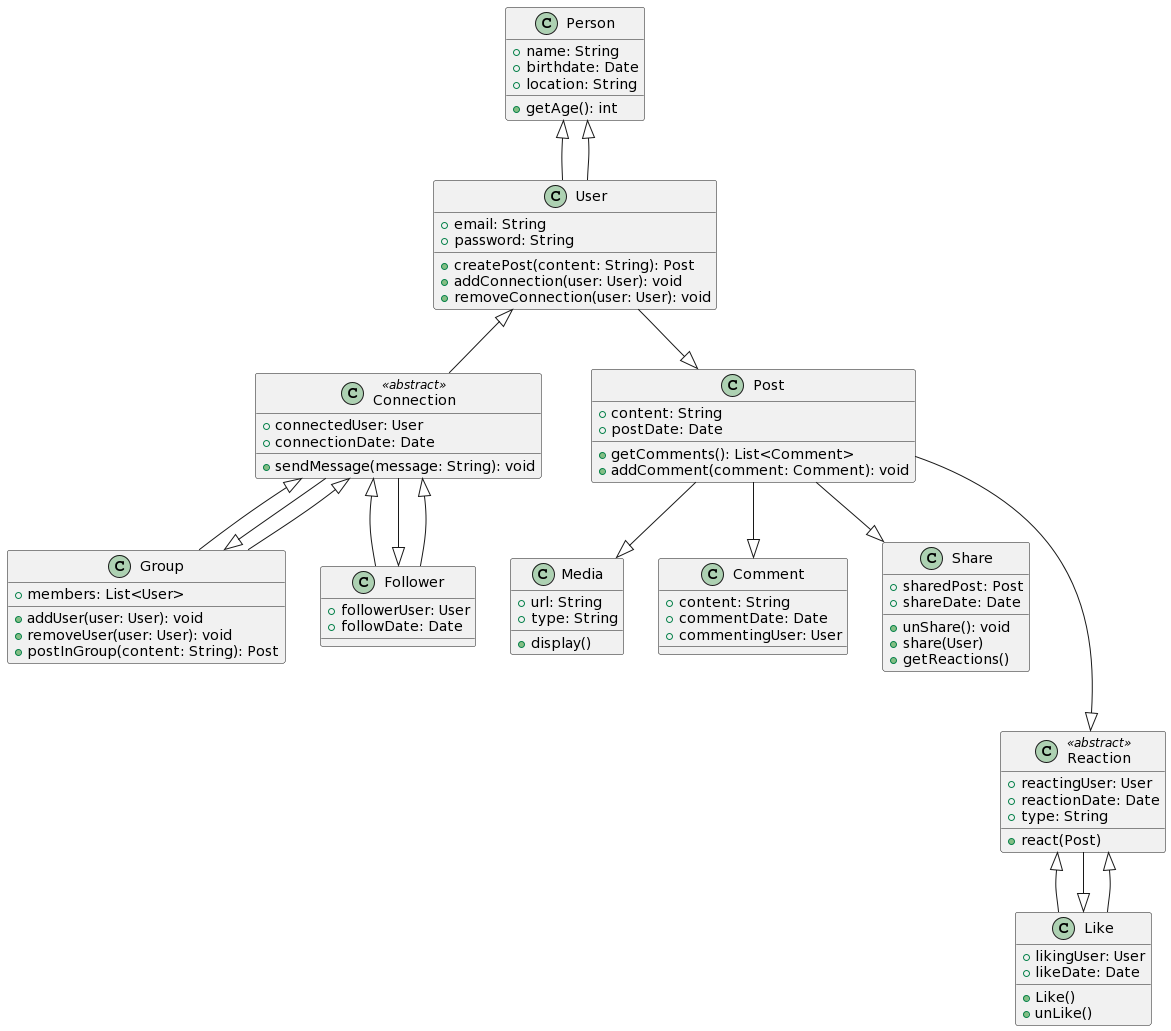 C Person
name: String
birthdate: Date
location: String
getAge(): int
C User
email: String
password: String
createPost(content: String): Post
addConnection(user: User): void
removeConnection(user: User): void
«abstract»
C Connection
connectedUser: User
connectionDate: Date
sendMessage(message: String): void
C Post
content: String
postDate: Date
getComments(): List<Comment>
addComment(comment: Comment): void
C Group
members: List<User>
addUser(user: User): void
removeUser(user: User): void
postInGroup(content: String): Post
C Follower
followerUser: User
followDate: Date
C Media
url: String
type: String
display()
C Comment
content: String
commentDate: Date
commentingUser: User
C Share
sharedPost: Post
shareDate: Date
unShare(): void
share(User)
getReactions()
«abstract»
C Reaction
reactingUser: User
reactionDate: Date
type: String
react(Post)
C Like
likingUser: User
likeDate: Date
Like()
unLike()